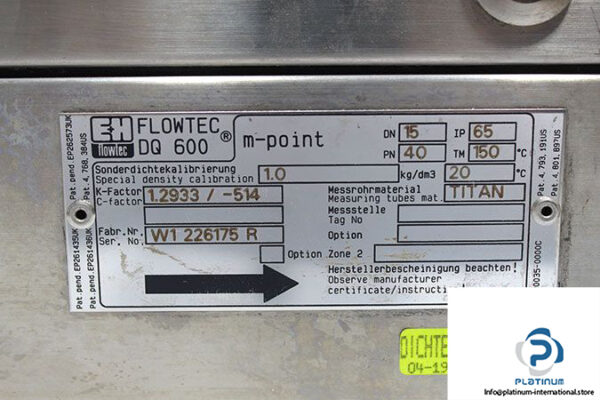 E+H FLOWTEC®
flowtec DQ 600
m-point
DN 15 IP 65
PN 40 TM 150 °C
Sonderdichtekalibrierung
Special density calibration 1.0 kg/dm3 20 °C
K-Factor
C-factor 1.2933 / -514
Messrohrmaterial
Measuring tubes mat. TITAN
Messstelle
Tag No
Fabr.Nr.
Ser. No. W1 226175 R
Option
Option Zone 2
Herstellerbescheinigung beachten!
Observe manufacturer
certificate/instructi
Pat.pend.EP261435UK
Pat.pend.EP261436UK
Pat.pend.EP262573UK
Pat.4,768,384US
Pat.4,793,191US
Pat.4,801,897US
0035-0000C
DICHTE
04-19
PLATINUM
Info@platinum-international.store